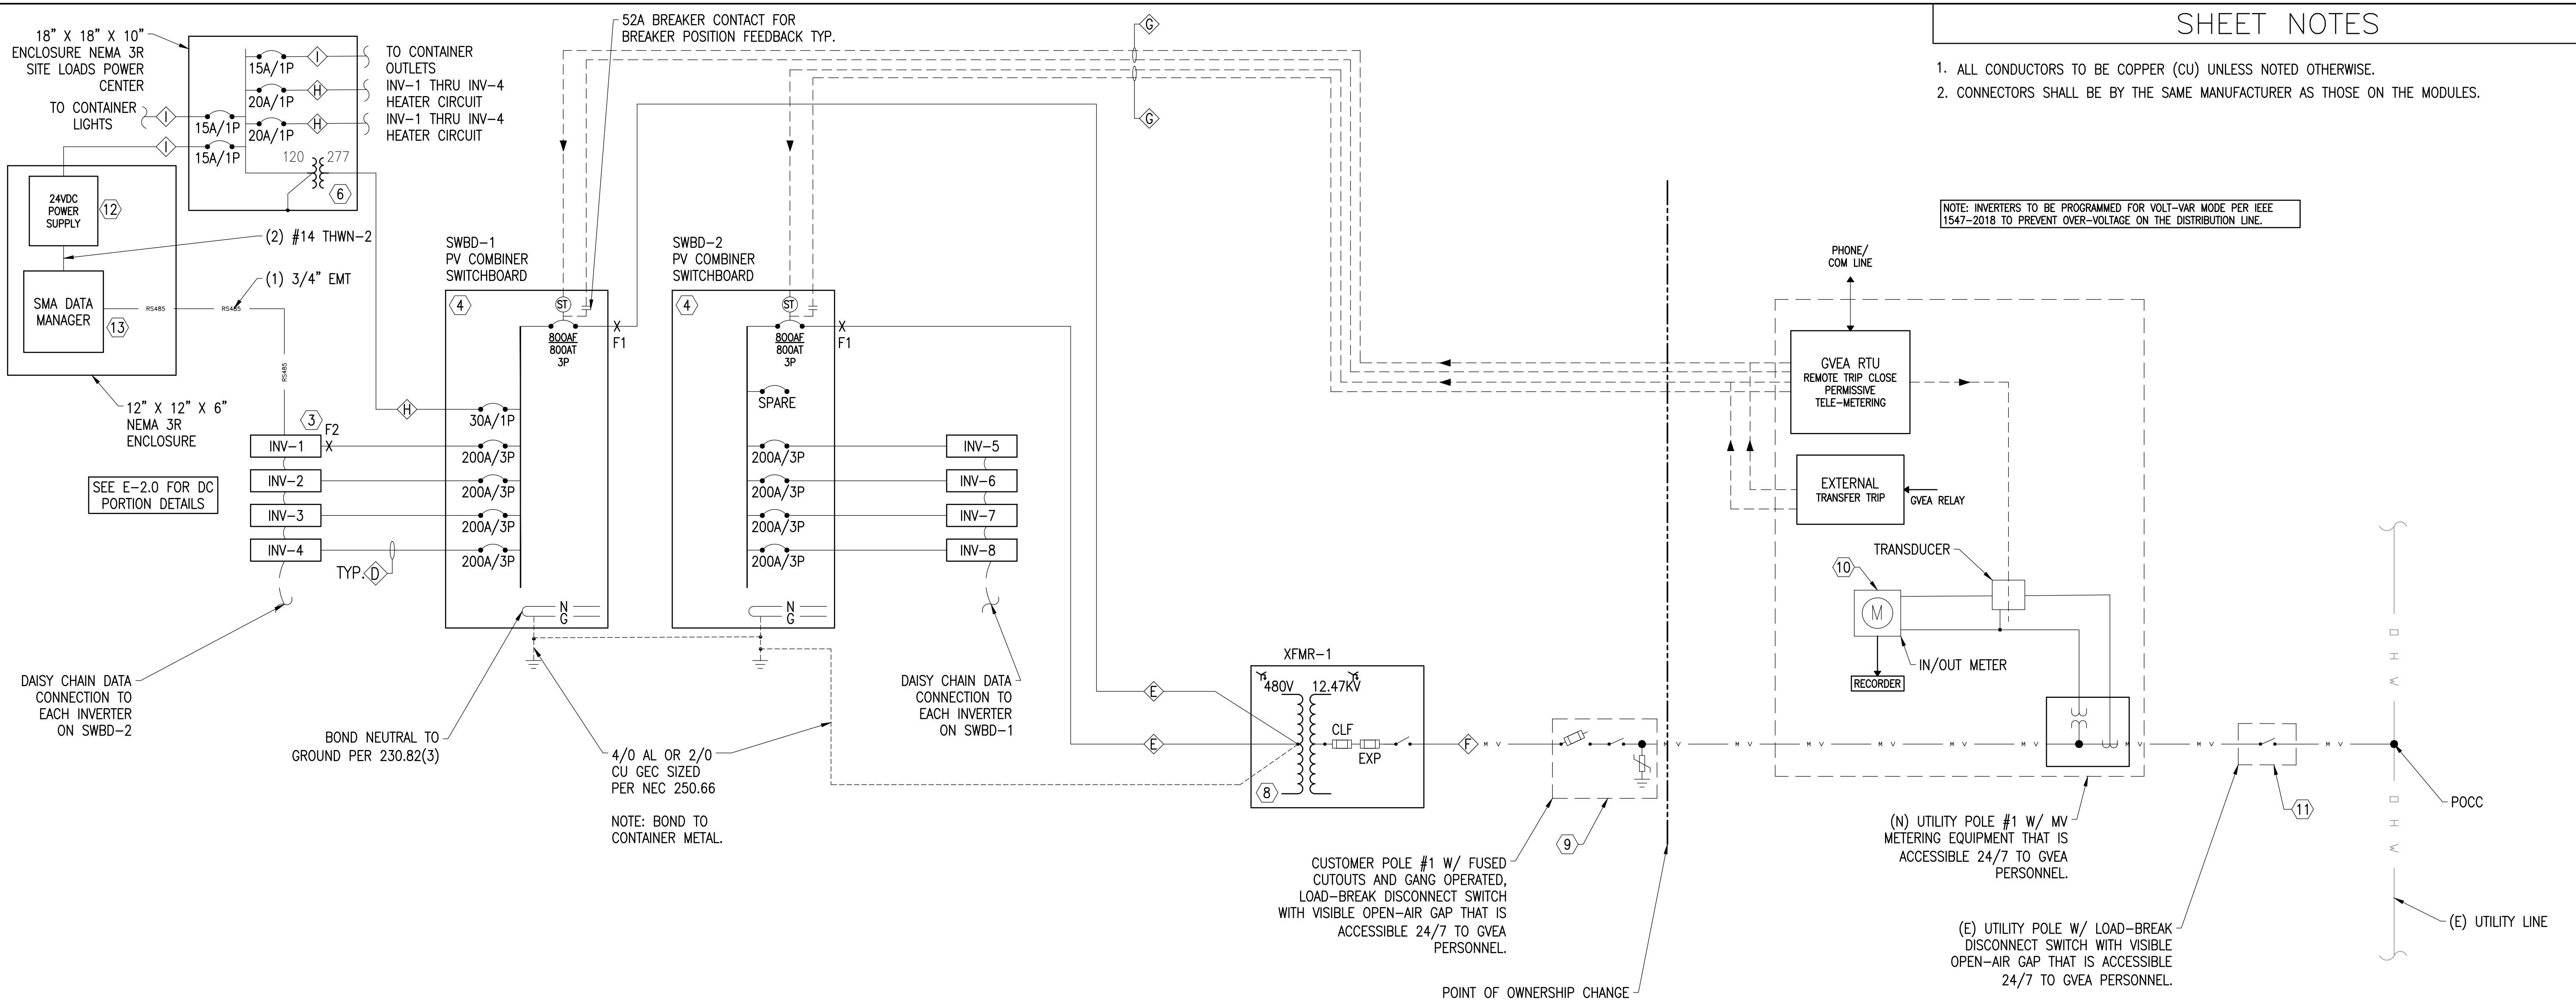 SHEET NOTES
1. ALL CONDUCTORS TO BE COPPER (CU) UNLESS NOTED OTHERWISE.
2. CONNECTORS SHALL BE BY THE SAME MANUFACTURER AS THOSE ON THE MODULES.
NOTE: INVERTERS TO BE PROGRAMMED FOR VOLT-VAR MODE PER IEEE
1547-2018 TO PREVENT OVER-VOLTAGE ON THE DISTRIBUTION LINE.
18" X 18" X 10"
ENCLOSURE NEMA 3R
SITE LOADS POWER
CENTER
TO CONTAINER
LIGHTS
I
I
15A/1P
15A/1P
15A/1P
20A/1P
20A/1P
I
H
H
TO CONTAINER
OUTLETS
INV-1 THRU INV-4
HEATER CIRCUIT
INV-1 THRU INV-4
HEATER CIRCUIT
120
277
6
24VDC
POWER
SUPPLY
12
(2) #14 THWN-2
SMA DATA
MANAGER
13
(1) 3/4" EMT
RS485
RS485
RS485
12" X 12" X 6"
NEMA 3R
ENCLOSURE
SEE E-2.0 FOR DC
PORTION DETAILS
3
F2
X
INV-1
INV-2
INV-3
INV-4
TYP.
D
DAISY CHAIN DATA
CONNECTION TO
EACH INVERTER
ON SWBD-2
52A BREAKER CONTACT FOR
BREAKER POSITION FEEDBACK TYP.
G
G
SWBD-1
PV COMBINER
SWITCHBOARD
4
ST
800AF
800AT
3P
X
F1
H
30A/1P
200A/3P
200A/3P
200A/3P
200A/3P
N
G
BOND NEUTRAL TO
GROUND PER 230.82(3)
SWBD-2
PV COMBINER
SWITCHBOARD
4
ST
800AF
800AT
3P
X
F1
SPARE
200A/3P
200A/3P
200A/3P
200A/3P
N
G
INV-5
INV-6
INV-7
INV-8
DAISY CHAIN DATA
CONNECTION TO
EACH INVERTER
ON SWBD-1
4/0 AL OR 2/0
CU GEC SIZED
PER NEC 250.66
NOTE: BOND TO
CONTAINER METAL.
E
E
XFMR-1
480V
12.47KV
CLF
EXP
8
F
M V
M V
M V
M V
M V
M V
M V
M V
M V
M V
9
CUSTOMER POLE #1 W/ FUSED
CUTOUTS AND GANG OPERATED,
LOAD-BREAK DISCONNECT SWITCH
WITH VISIBLE OPEN-AIR GAP THAT IS
ACCESSIBLE 24/7 TO GVEA
PERSONNEL.
POINT OF OWNERSHIP CHANGE
PHONE/
COM LINE
GVEA RTU
REMOTE TRIP CLOSE
PERMISSIVE
TELE-METERING
EXTERNAL
TRANSFER TRIP
GVEA RELAY
TRANSDUCER
10
M
IN/OUT METER
RECORDER
(N) UTILITY POLE #1 W/ MV
METERING EQUIPMENT THAT IS
ACCESSIBLE 24/7 TO GVEA
PERSONNEL.
11
(E) UTILITY POLE W/ LOAD-BREAK
DISCONNECT SWITCH WITH VISIBLE
OPEN-AIR GAP THAT IS ACCESSIBLE
24/7 TO GVEA PERSONNEL.
OHW
POCC
OHW
(E) UTILITY LINE